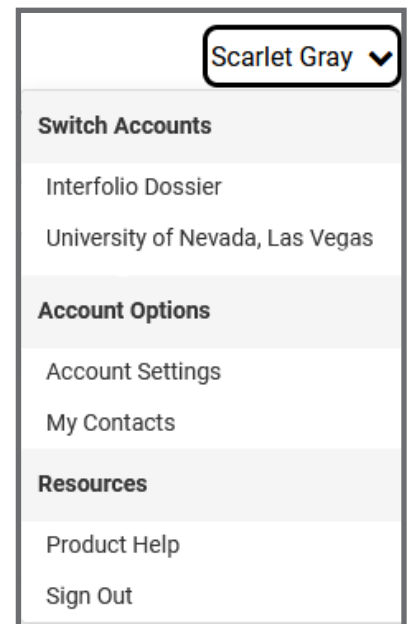 Scarlet Gray
Switch Accounts
Interfolio Dossier
University of Nevada, Las Vegas
Account Options
Account Settings
My Contacts
Resources
Product Help
Sign Out